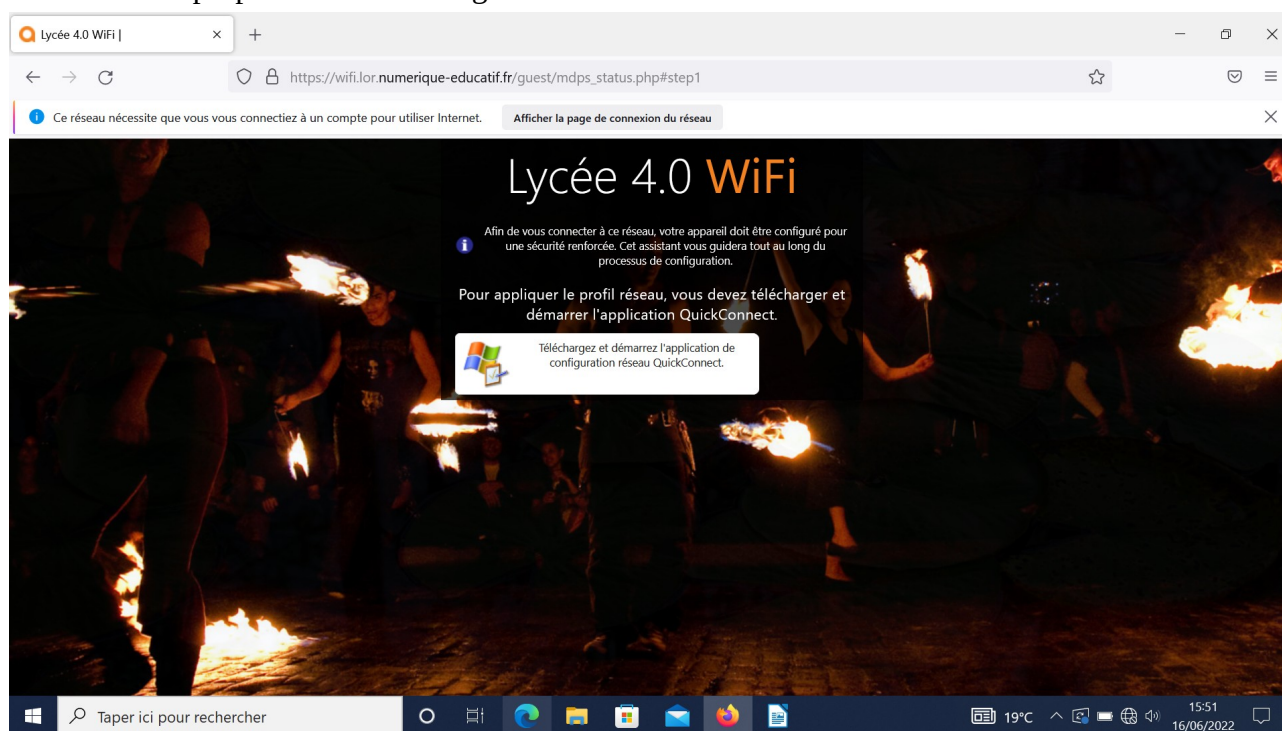 Lycée 4.0 WiFi |
https://wifi.lor.numerique-educatif.fr/guest/mdps_status.php#step1
Ce réseau nécessite que vous vous connectiez à un compte pour utiliser Internet. Afficher la page de connexion du réseau
Lycée 4.0 WiFi
Afin de vous connecter à ce réseau, votre appareil doit être configuré pour
une sécurité renforcée. Cet assistant vous guidera tout au long du
processus de configuration.
Pour appliquer le profil réseau, vous devez télécharger et
démarrer l'application QuickConnect.
Téléchargez et démarrez l'application de
configuration réseau QuickConnect.
Taper ici pour rechercher
19°C
15:51
16/06/2022